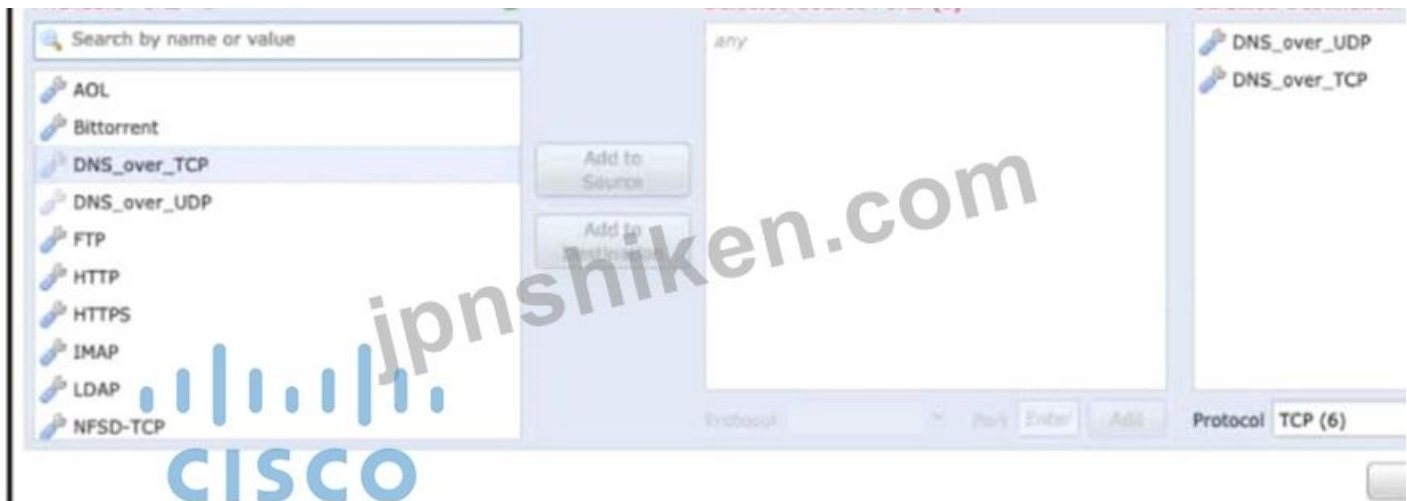 Search by name or value
AOL
Bittorrent
DNS_over_TCP
DNS_over_UDP
FTP
HTTP
HTTPS
IMAP
LDAP
NFSD-TCP
Add to
Source
Add to
Destination
any
Protocol
Port
Enter
Add
DNS_over_UDP
DNS_over_TCP
Protocol
TCP (6)
jpnshiken.com
CISCO